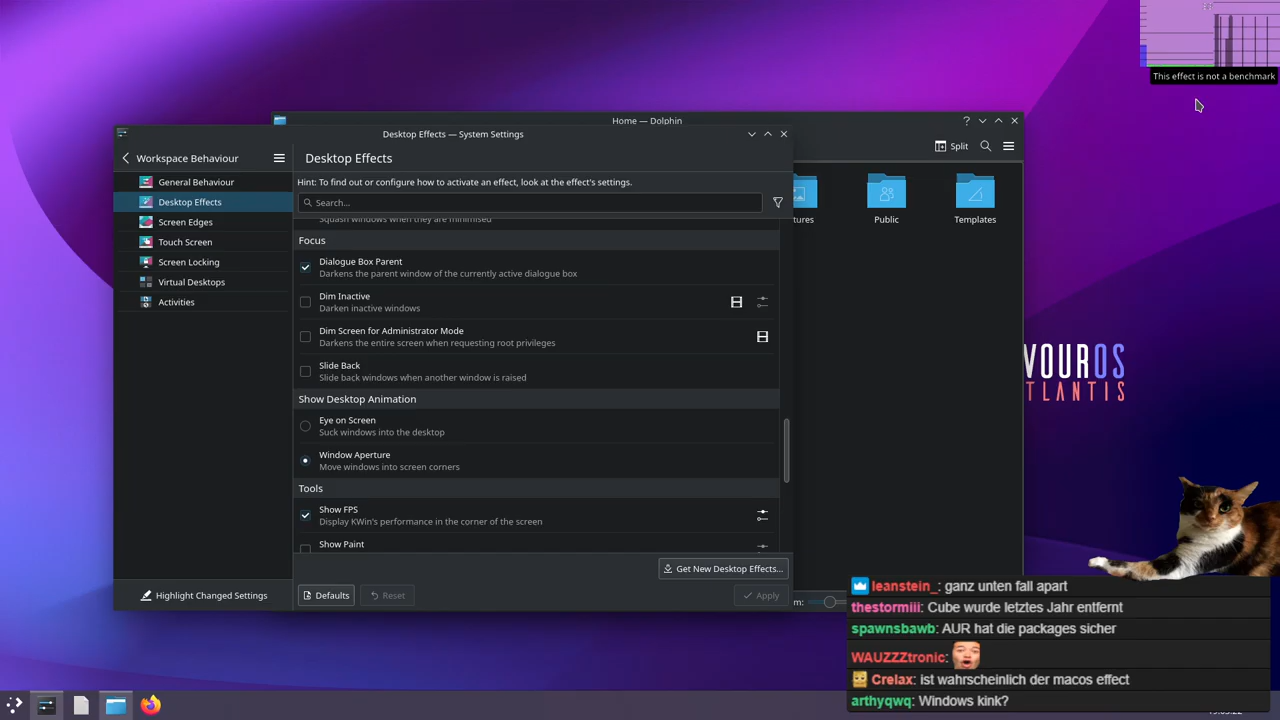 This effect is not a benchmark
Home — Dolphin
Desktop Effects — System Settings
Split
Workspace Behaviour
Desktop Effects
General Behaviour
Desktop Effects
Screen Edges
Touch Screen
Screen Locking
Virtual Desktops
Activities
Highlight Changed Settings
Hint: To find out or configure how to activate an effect, look at the effect's settings.
Search...
Squash windows when they are minimised
Focus
Dialogue Box Parent
Darkens the parent window of the currently active dialogue box
Dim Inactive
Darken inactive windows
Dim Screen for Administrator Mode
Darkens the entire screen when requesting root privileges
Slide Back
Slide back windows when another window is raised
Show Desktop Animation
Eye on Screen
Suck windows into the desktop
Window Aperture
Move windows into screen corners
Tools
Show FPS
Display KWin's performance in the corner of the screen
Show Paint
Get New Desktop Effects...
Defaults
Reset
Apply
tures
Public
Templates
VOUROS
TLANTIS
m:
leanstein_: ganz unten fall apart
thestormiii: Cube wurde letztes Jahr entfernt
spawnsbawb: AUR hat die packages sicher
WAUZZZtronic:
Crelax: ist wahrscheinlich der macos effect
arthyqwq: Windows kink?